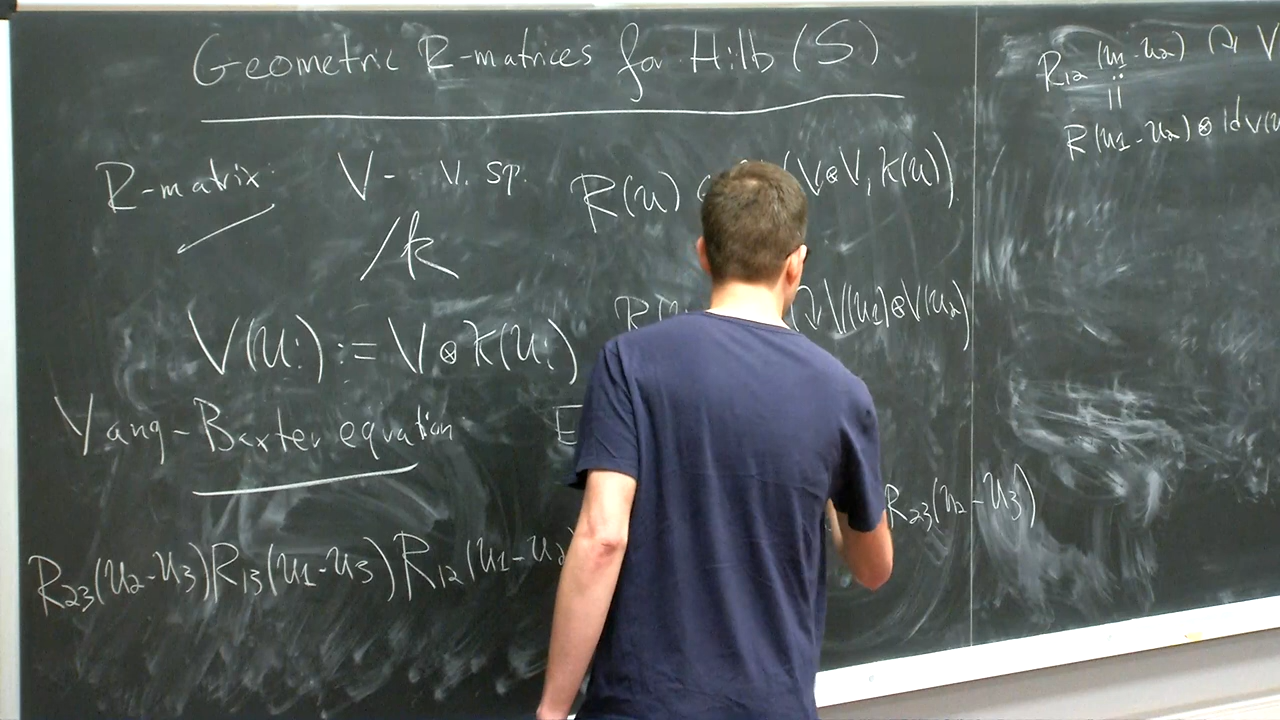 Geometric R-matrices for Hilb(S)
R-matrix: V - v. sp. /k
R(u) (V⊗V, k(u))
V(u_i) := V⊗k(u_i)
V(u_1)⊗V(u_2)
Yang-Baxter equation
R_23(u_2-u_3)R_13(u_1-u_3)R_12(u_1-u_2
R_23(u_2-u_3)
R_12(u_1-u_2) V
R(u_1-u_2)⊗Id V(u